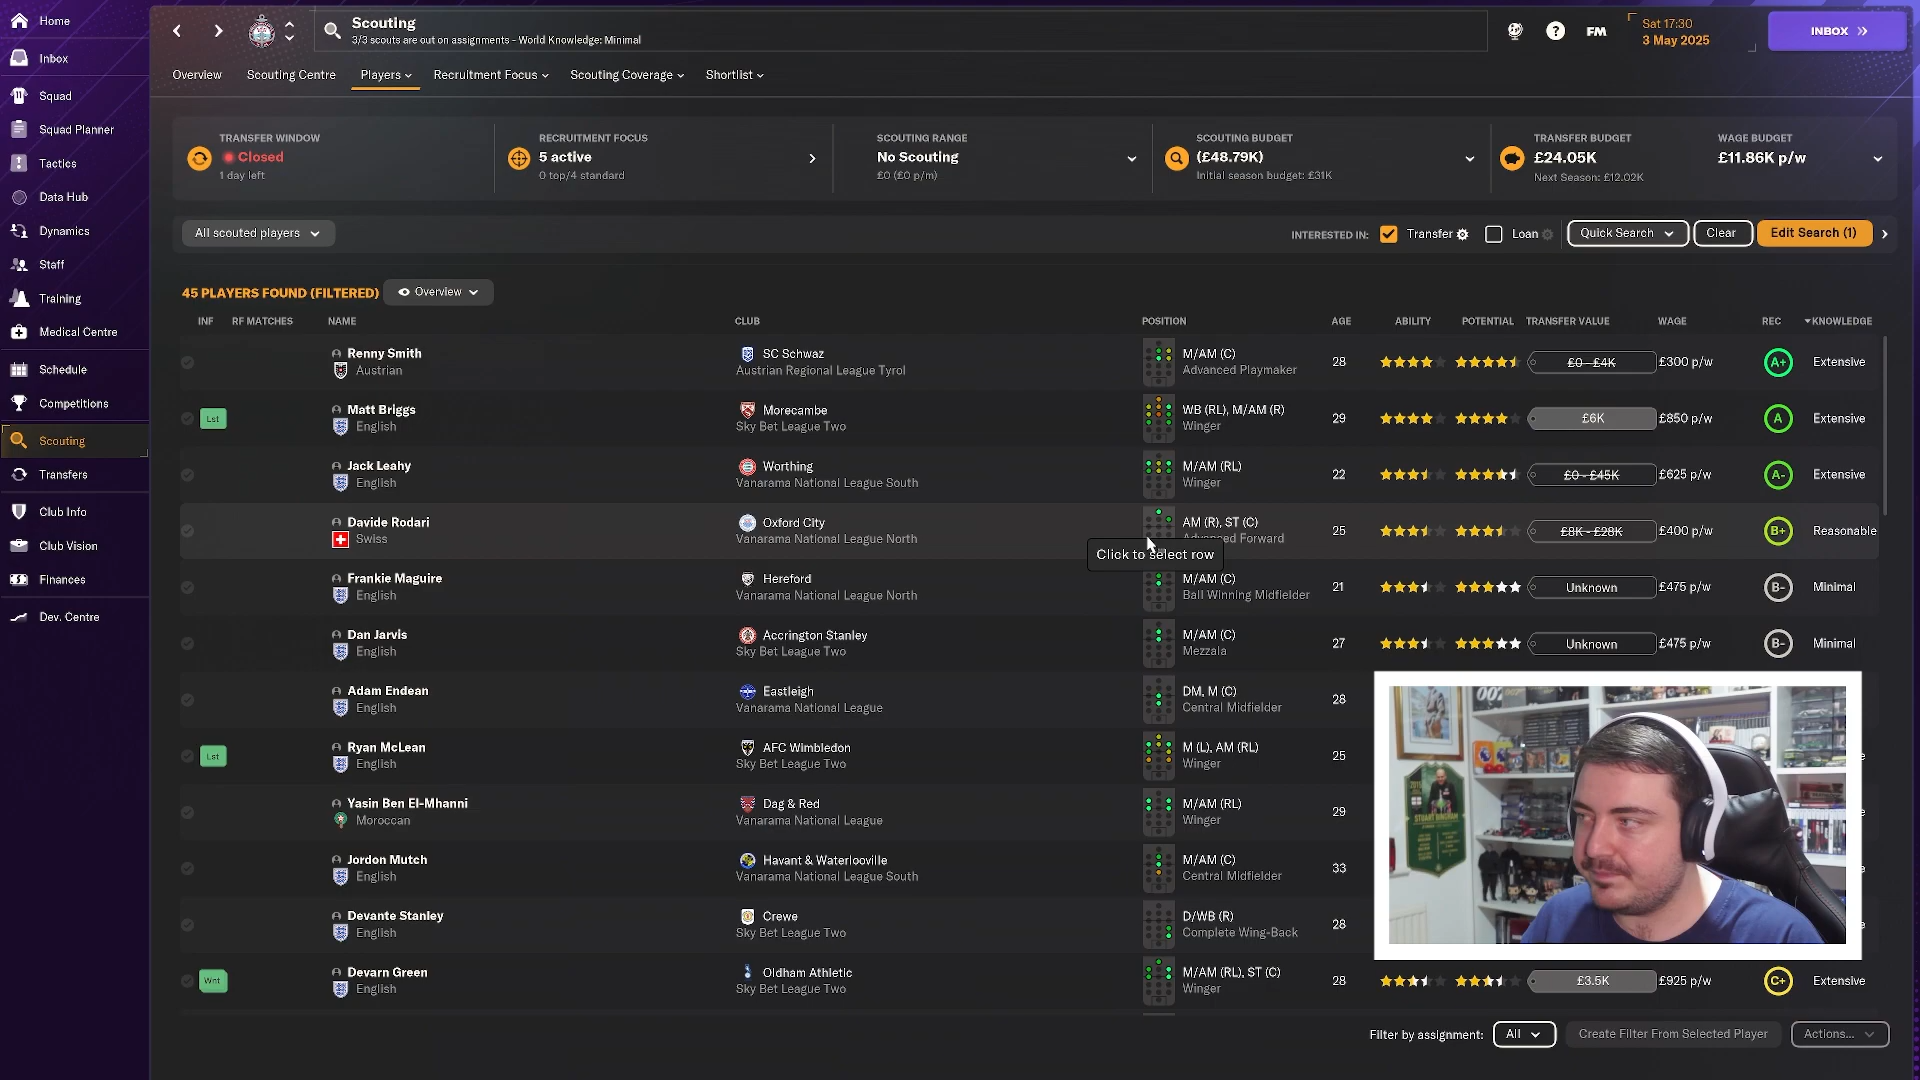 Home
Inbox
Squad
Squad Planner
Tactics
Data Hub
Dynamics
Staff
Training
Medical Centre
Schedule
Competitions
Scouting
Transfers
Club Info
Club Vision
Finances
Dev. Centre
Scouting
3/3 scouts are out on assignments - World Knowledge: Minimal
FM
Sat 17:30
3 May 2025
INBOX
Overview Scouting Centre Players Recruitment Focus Scouting Coverage Shortlist
TRANSFER WINDOW
Closed
1 day left
RECRUITMENT FOCUS
5 active
0 top/4 standard
SCOUTING RANGE
No Scouting
£0 (£0 p/m)
SCOUTING BUDGET
(£48.79K)
Initial season budget: £31K
TRANSFER BUDGET
£24.05K
Next Season: £12.02K
WAGE BUDGET
£11.86K p/w
All scouted players
INTERESTED IN: Transfer Loan Quick Search Clear Edit Search (1)
45 PLAYERS FOUND (FILTERED) Overview
INF RF MATCHES NAME CLUB POSITION AGE ABILITY POTENTIAL TRANSFER VALUE WAGE REC KNOWLEDGE
Renny Smith SC Schwaz M/AM (C) 28 £0 - £4K £300 p/w A+ Extensive
Austrian Austrian Regional League Tyrol Advanced Playmaker
Lst Matt Briggs Morecambe WB (RL), M/AM (R) 29 £6K £850 p/w A Extensive
English Sky Bet League Two Winger
Jack Leahy Worthing M/AM (RL) 22 £0 - £45K £625 p/w A- Extensive
English Vanarama National League South Winger
Davide Rodari Oxford City AM (R), ST (C) 25 £8K - £28K £400 p/w B+ Reasonable
Swiss Vanarama National League North Advanced Forward
Click to select row
Frankie Maguire Hereford M/AM (C) 21 Unknown £475 p/w B- Minimal
English Vanarama National League North Ball Winning Midfielder
Dan Jarvis Accrington Stanley M/AM (C) 27 Unknown £475 p/w B- Minimal
English Sky Bet League Two Mezzala
Adam Endean Eastleigh DM, M (C) 28
English Vanarama National League Central Midfielder
Lst Ryan McLean AFC Wimbledon M (L), AM (RL) 25
English Sky Bet League Two Winger
Yasin Ben El-Mhanni Dag & Red M/AM (RL) 29
Moroccan Vanarama National League Winger
Jordon Mutch Havant & Waterlooville M/AM (C) 33
English Vanarama National League South Central Midfielder
Devante Stanley Crewe D/WB (R) 28
English Sky Bet League Two Complete Wing-Back
Wnt Devarn Green Oldham Athletic M/AM (RL), ST (C) 28 £3.5K £925 p/w C+ Extensive
English Sky Bet League Two Winger
007
STUART BINGHAM
Filter by assignment: All Create Filter From Selected Player Actions...